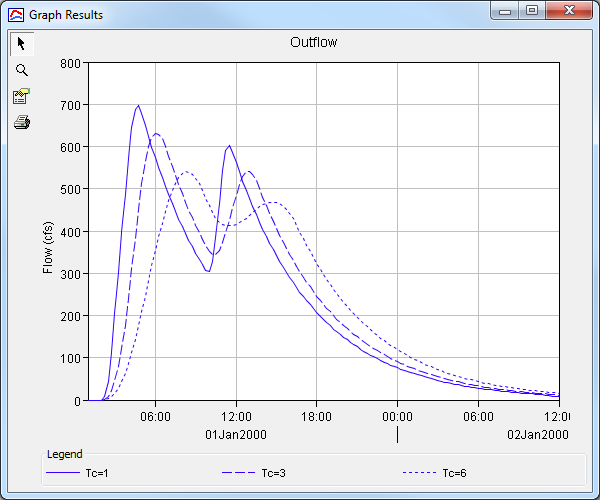 Graph Results
Outflow
800
700
600
500
400
300
200
100
0
Flow (cfs)
06:00 12:00 18:00 00:00 06:00 12:00
01Jan2000 02Jan2000
Legend
Tc=1 Tc=3 Tc=6